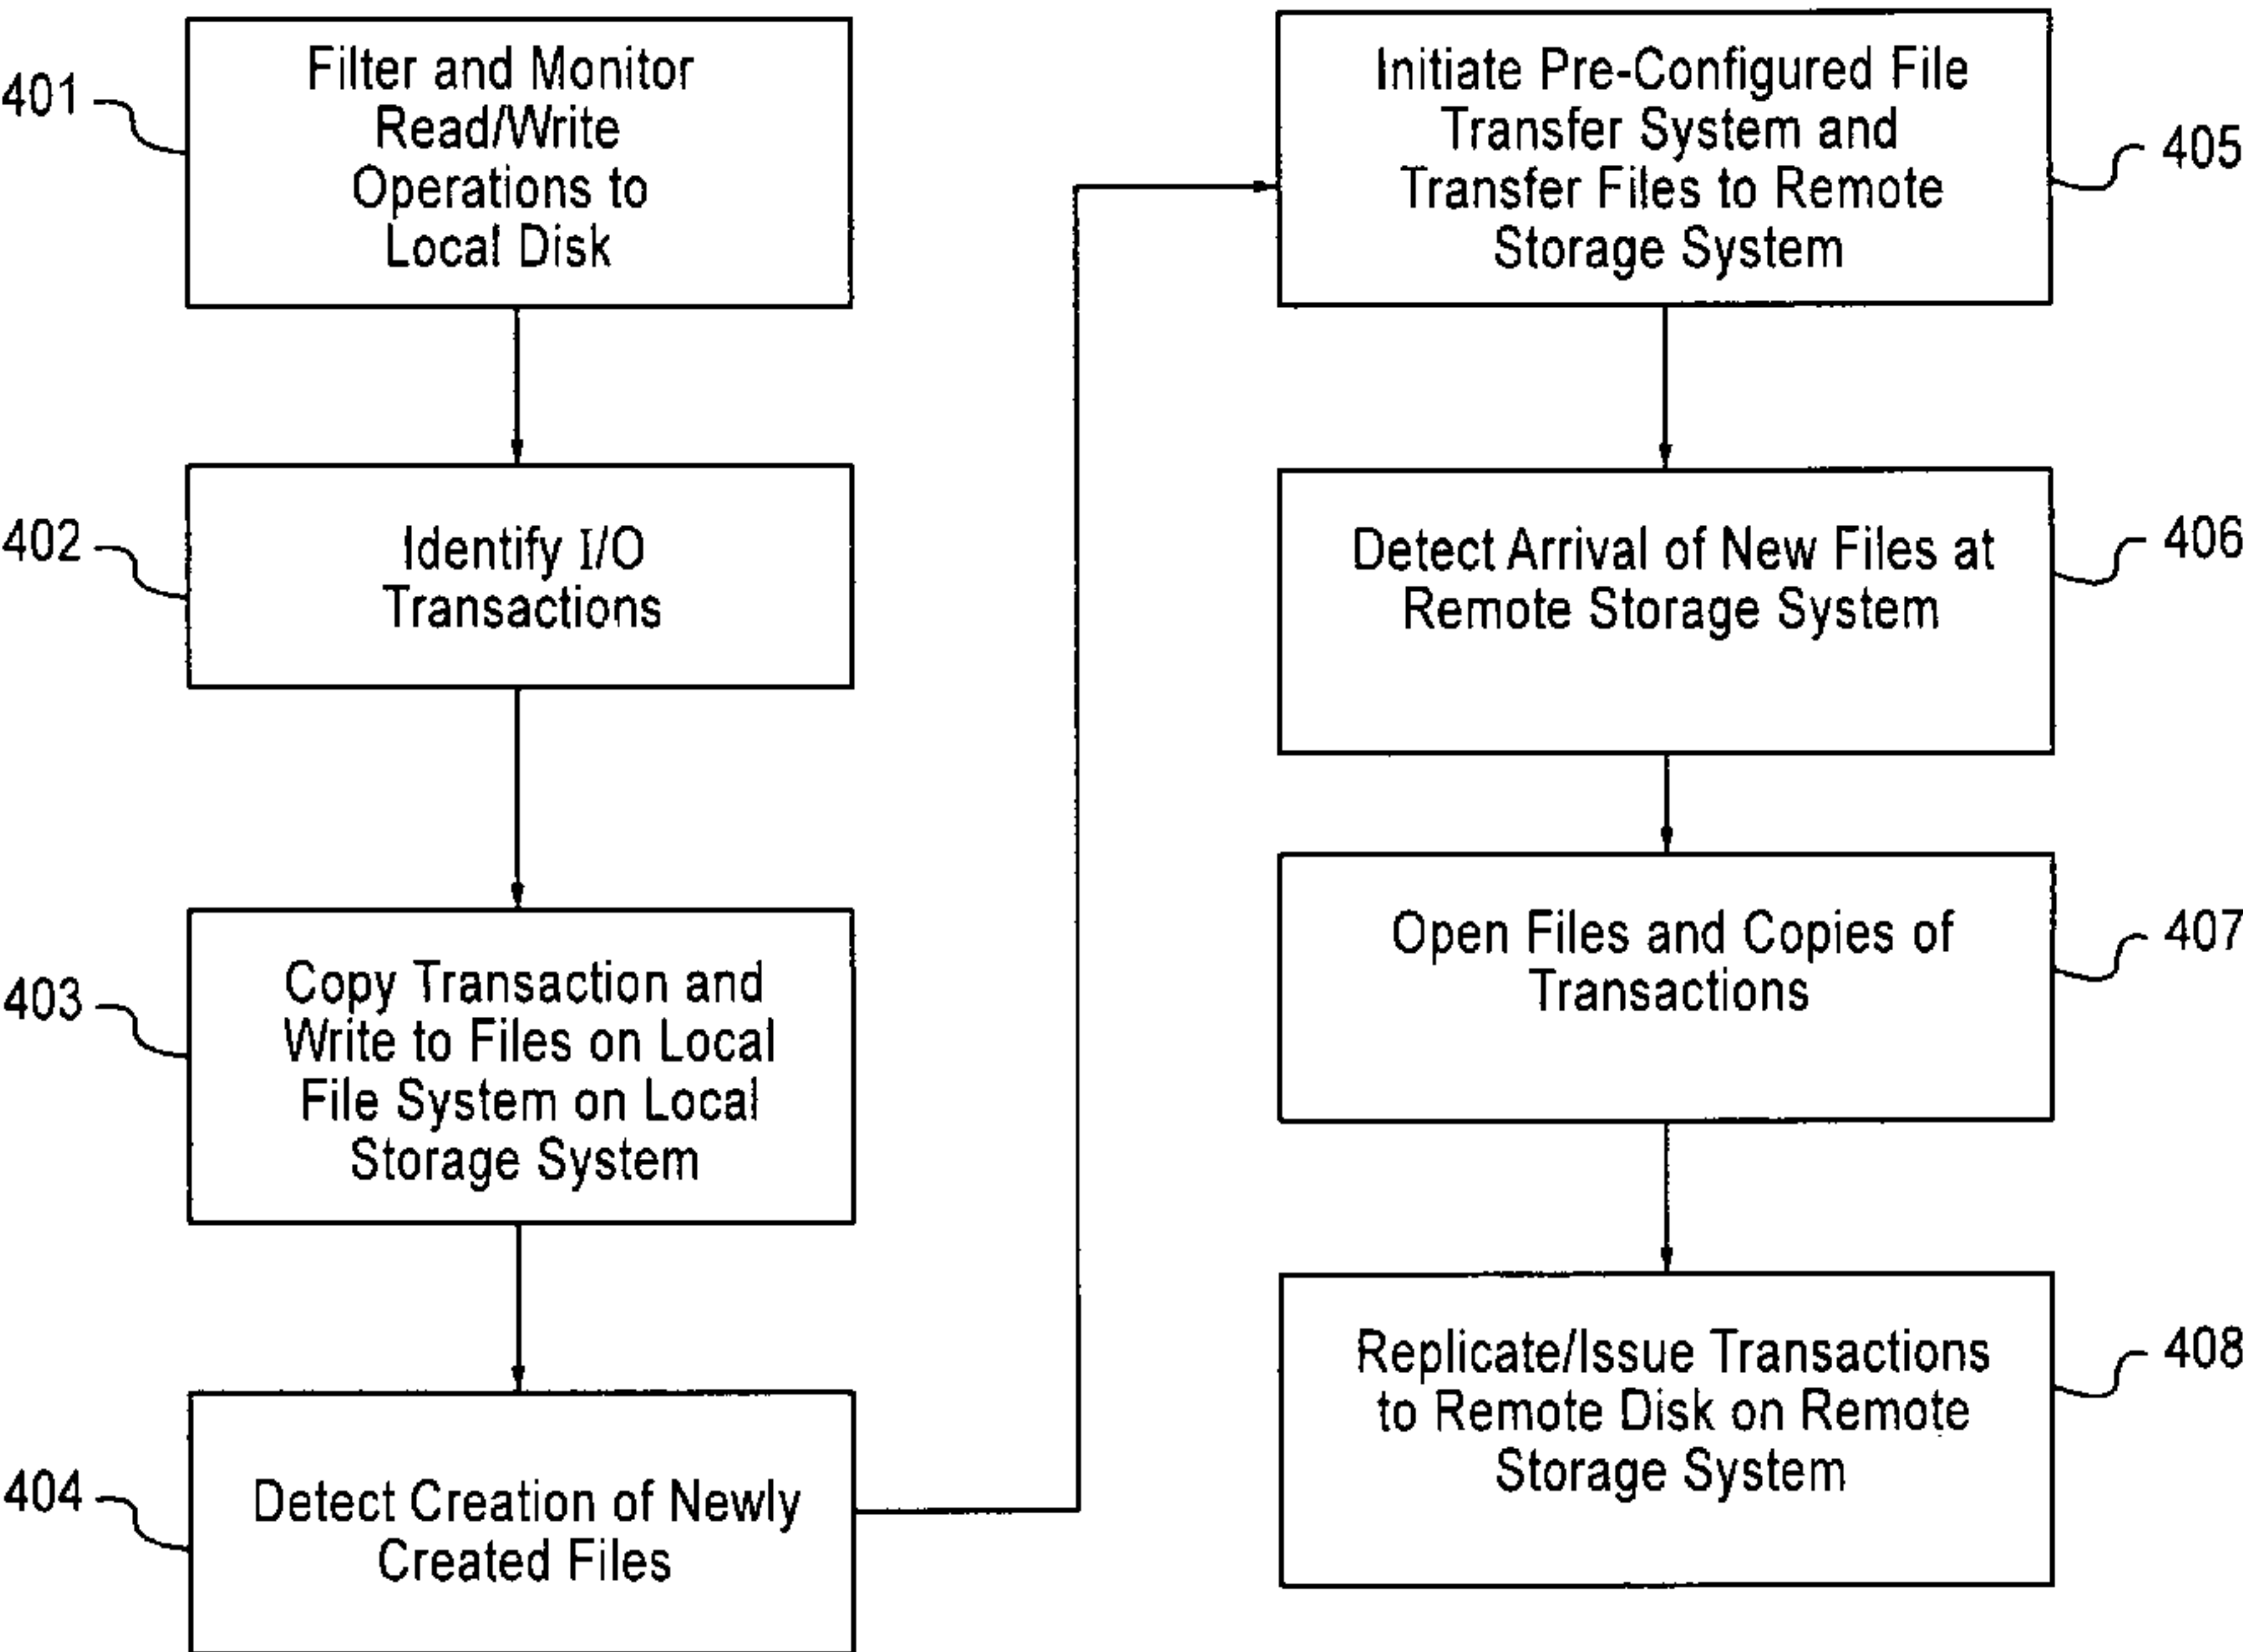 401
Filter and Monitor
Read/Write
Operations to
Local Disk
402
Identify I/O
Transactions
403
Copy Transaction and
Write to Files on Local
File System on Local
Storage System
404
Detect Creation of Newly
Created Files
Initiate Pre-Configured File
Transfer System and
Transfer Files to Remote
Storage System
405
Detect Arrival of New Files at
Remote Storage System
406
Open Files and Copies of
Transactions
407
Replicate/Issue Transactions
to Remote Disk on Remote
Storage System
408